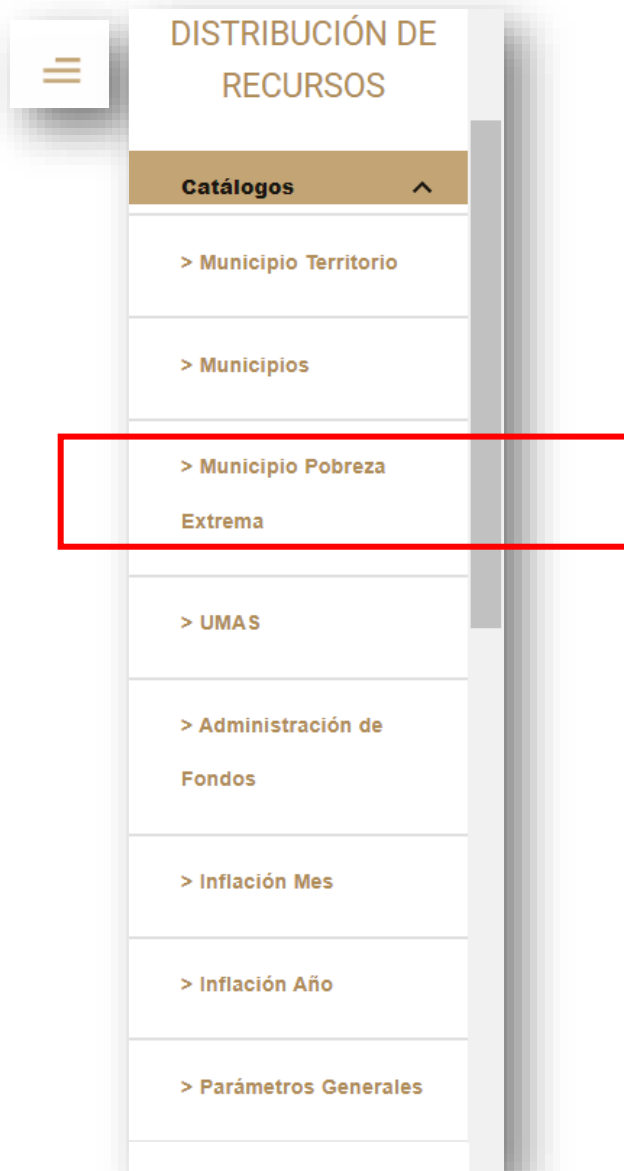 DISTRIBUCIÓN DE
RECURSOS
Catálogos
> Municipio Territorio
> Municipios
> Municipio Pobreza
Extrema
> UMAS
> Administración de
Fondos
> Inflación Mes
> Inflación Año
> Parámetros Generales